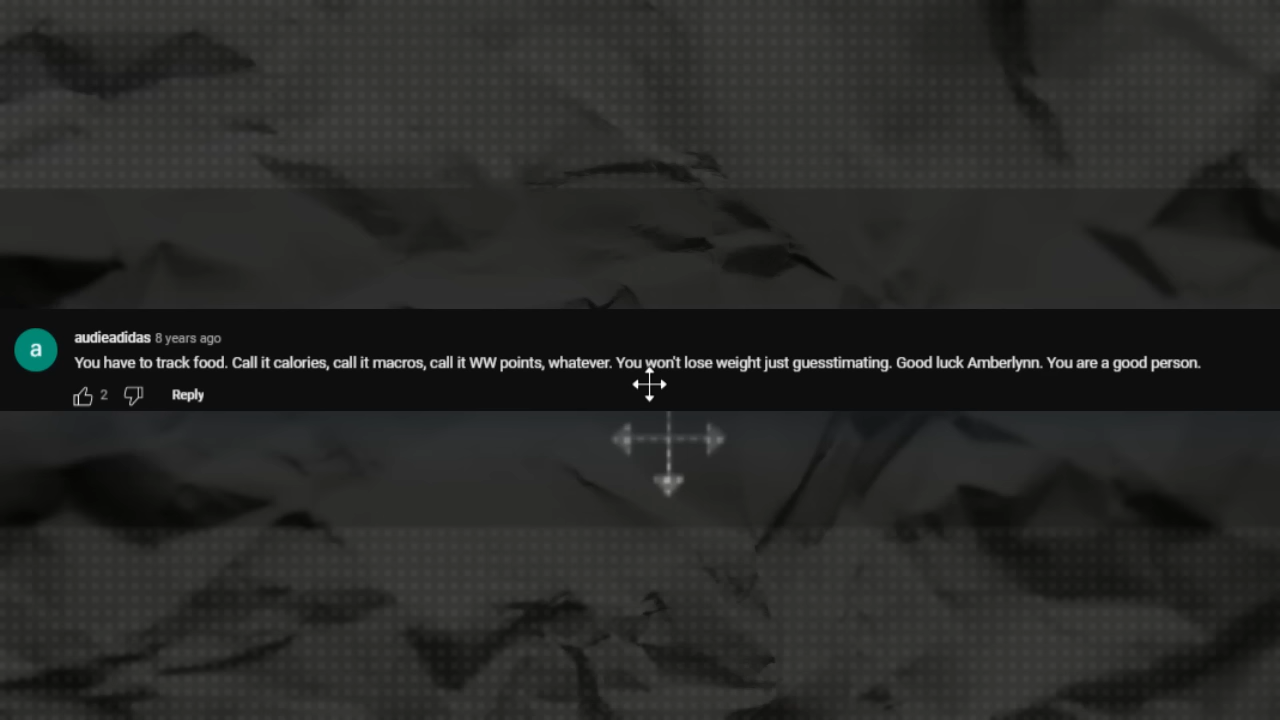 a
audieadidas 8 years ago
You have to track food. Call it calories, call it macros, call it WW points, whatever. You won't lose weight just guesstimating. Good luck Amberlynn. You are a good person.
2 Reply